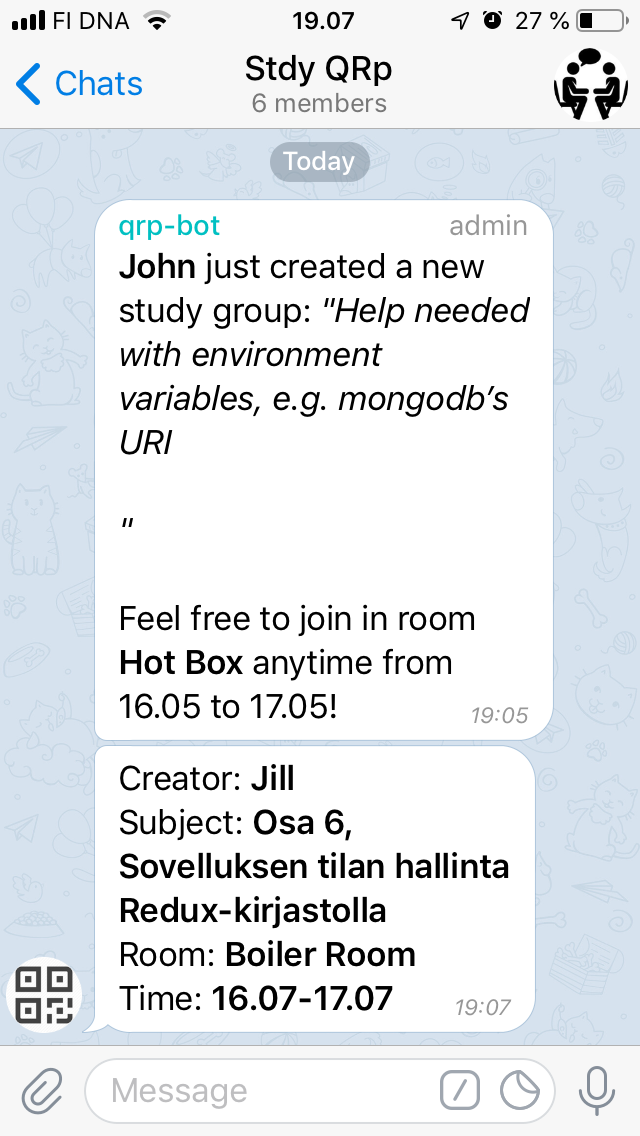 FI DNA 19.07 27 %
Chats Stdy QRp
6 members
Today
qrp-bot admin
John just created a new
study group: "Help needed
with environment
variables, e.g. mongodb’s
URI
"
Feel free to join in room
Hot Box anytime from
16.05 to 17.05! 19:05
Creator: Jill
Subject: Osa 6,
Sovelluksen tilan hallinta
Redux-kirjastolla
Room: Boiler Room
Time: 16.07-17.07 19:07
Message